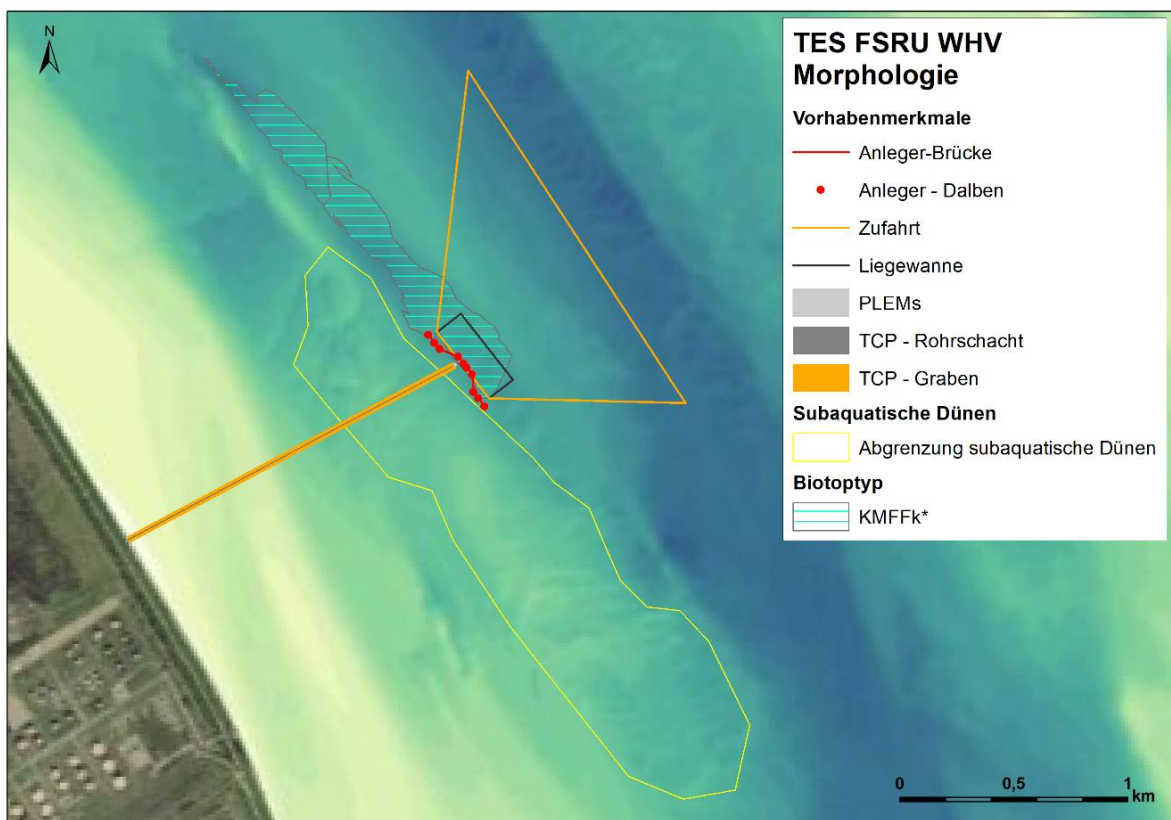 N
TES FSRU WHV
Morphologie
Vorhabenmerkmale
Anleger-Brücke
Anleger - Dalben
Zufahrt
Liegewanne
PLEMs
TCP - Rohrschacht
TCP - Graben
Subaquatische Dünen
Abgrenzung subaquatische Dünen
Biotoptyp
KMFFk*
0 0,5 1
km